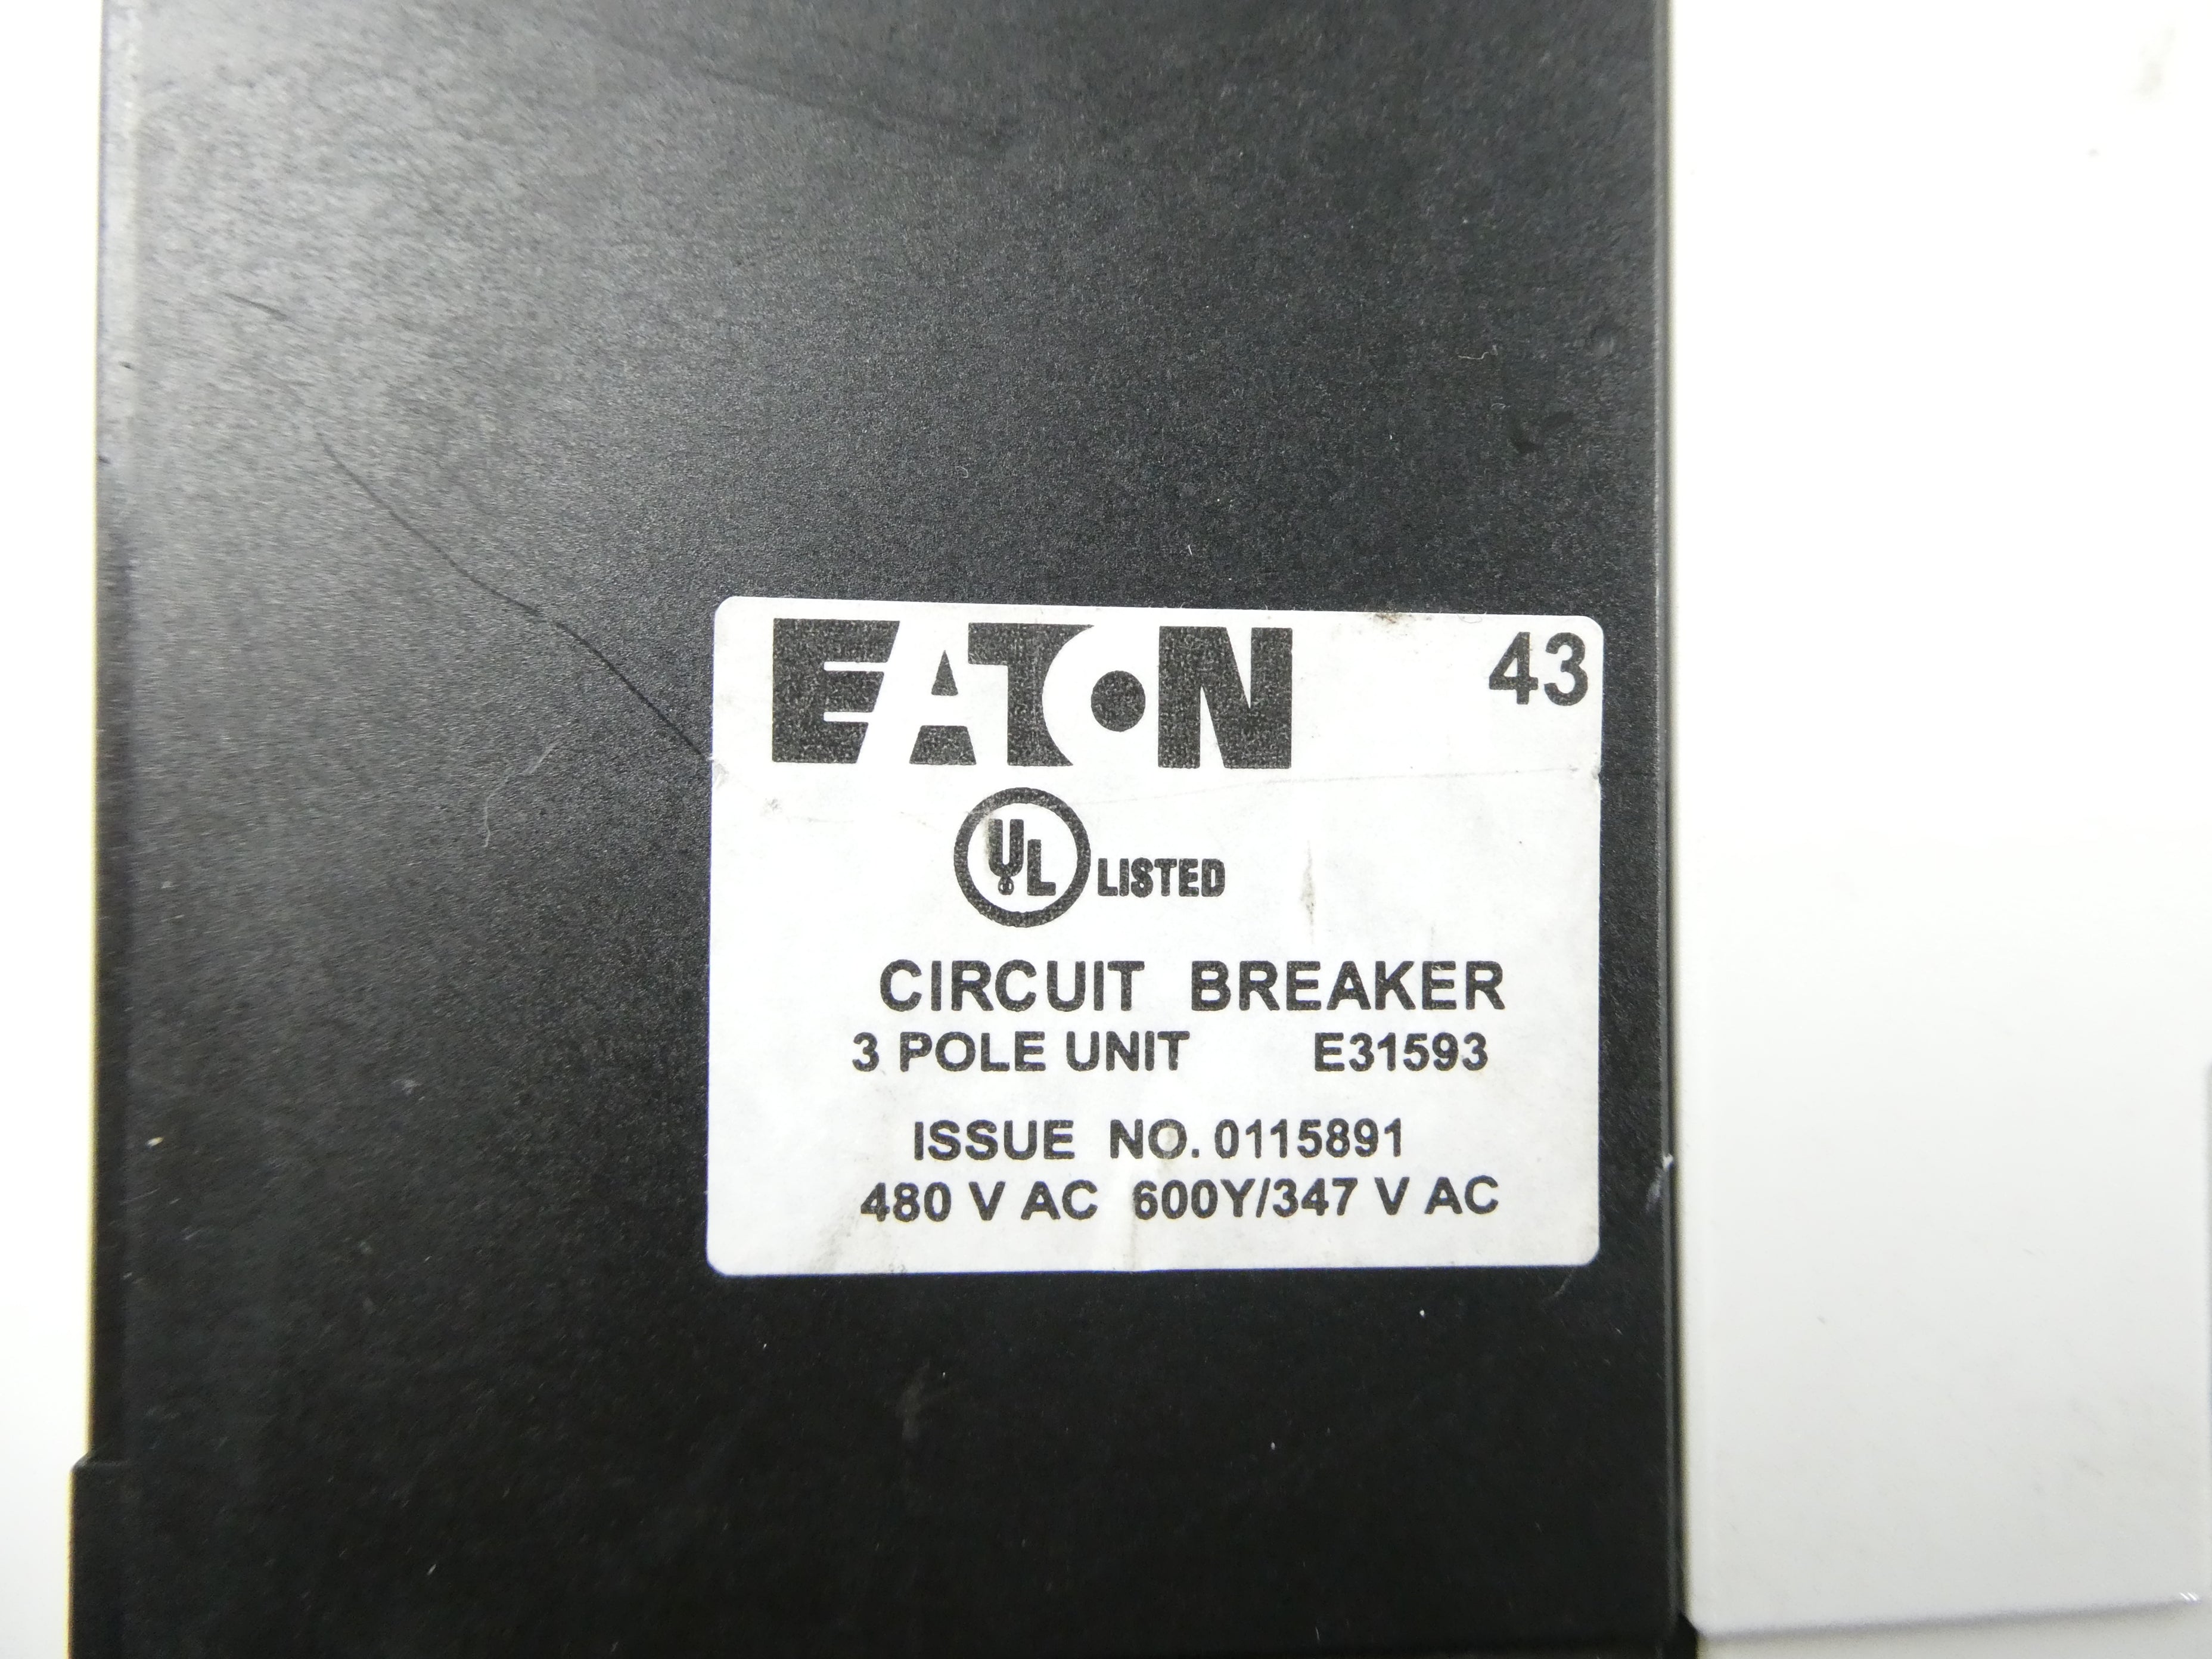 EATON 43
UL LISTED
CIRCUIT BREAKER
3 POLE UNIT E31593
ISSUE NO. 0115891
480 V AC 600Y/347 V AC